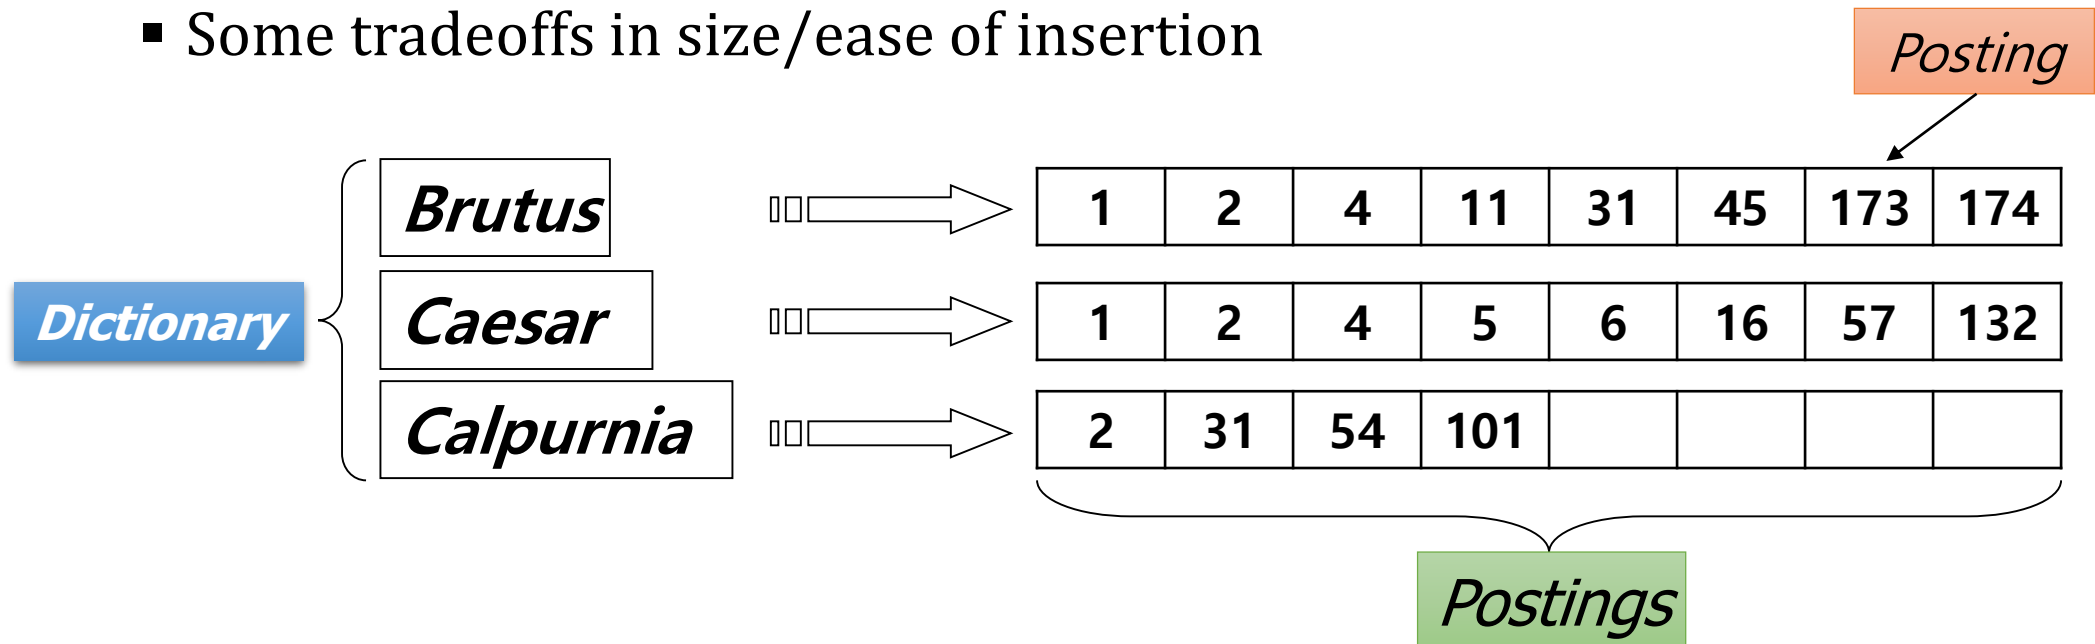 ▪ Some tradeoffs in size/ease of insertion
Posting
Brutus 1 2 4 11 31 45 173 174
Dictionary Caesar 1 2 4 5 6 16 57 132
Calpurnia 2 31 54 101
Postings